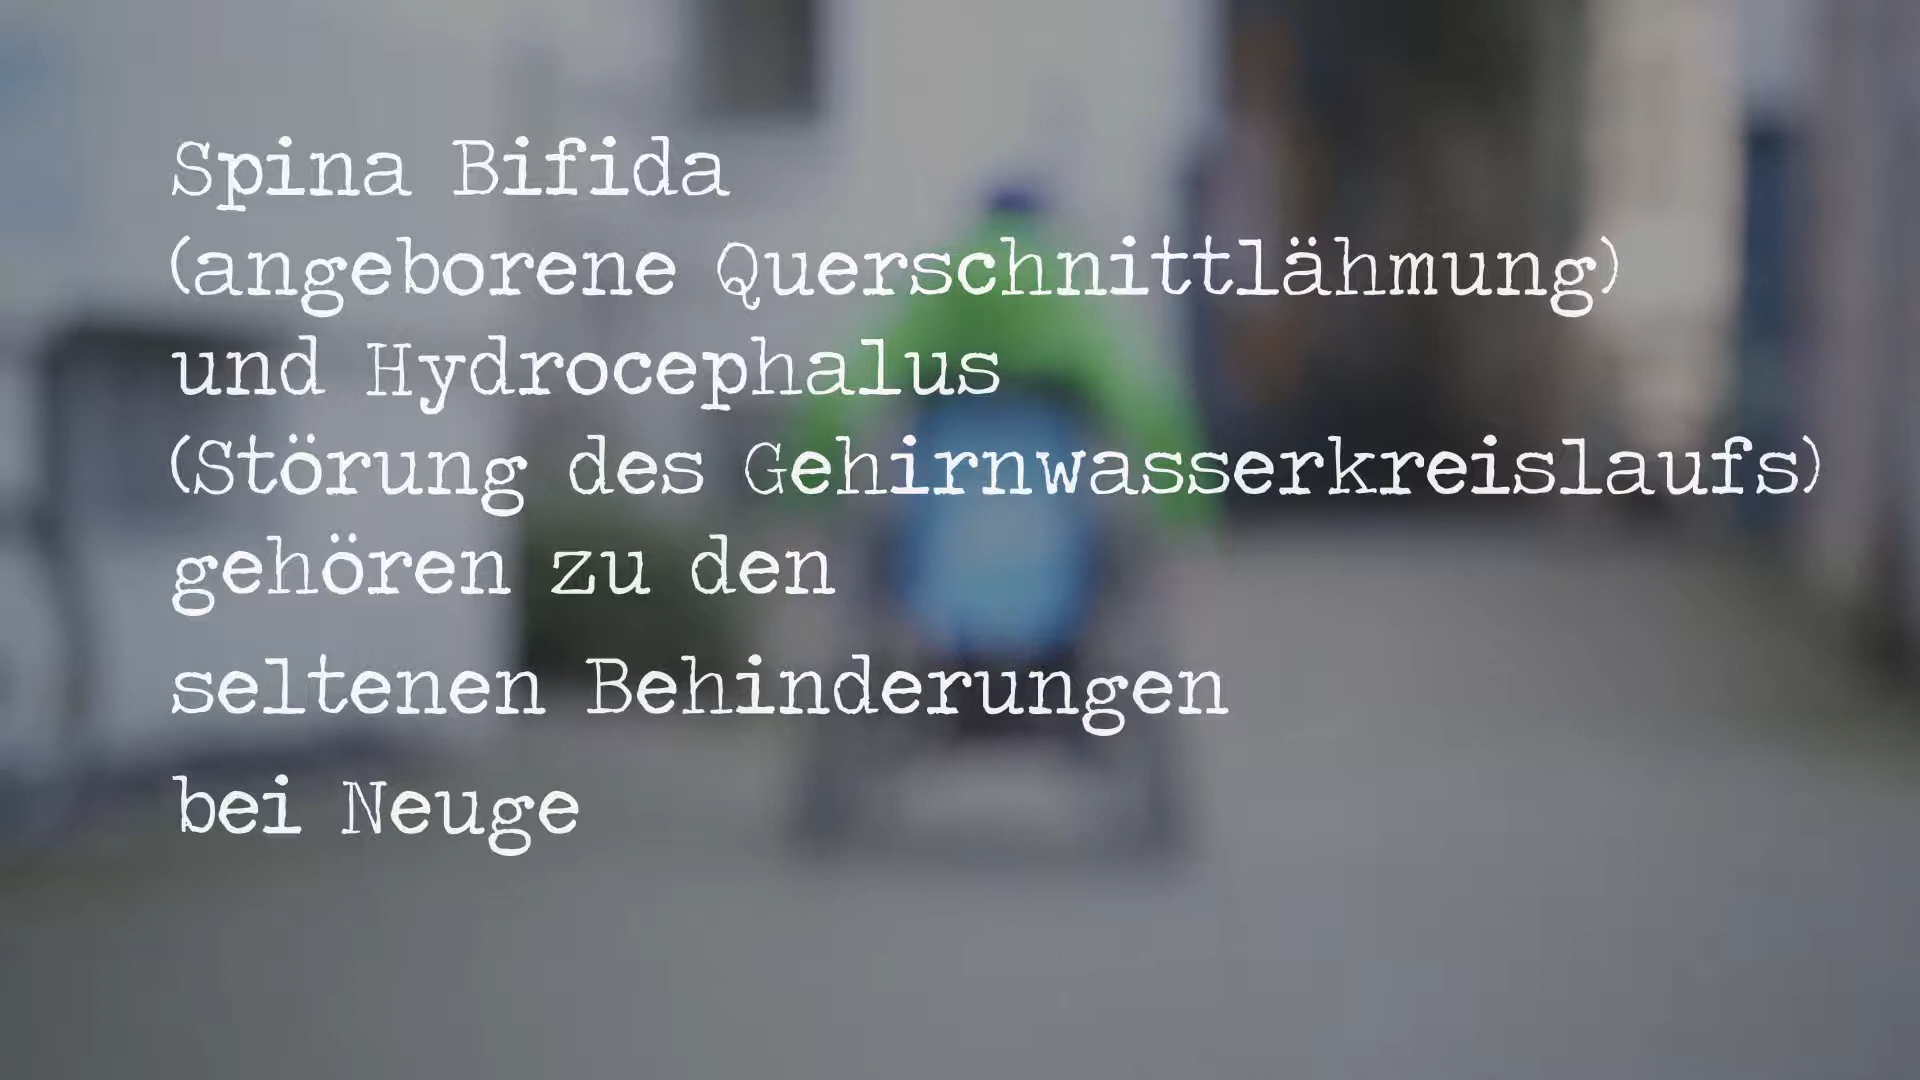 Spina Bifida
(angeborene Querschnittlähmung)
und Hydrocephalus
(Störung des Gehirnwasserkreislaufs)
gehören zu den
seltenen Behinderungen
bei Neuge